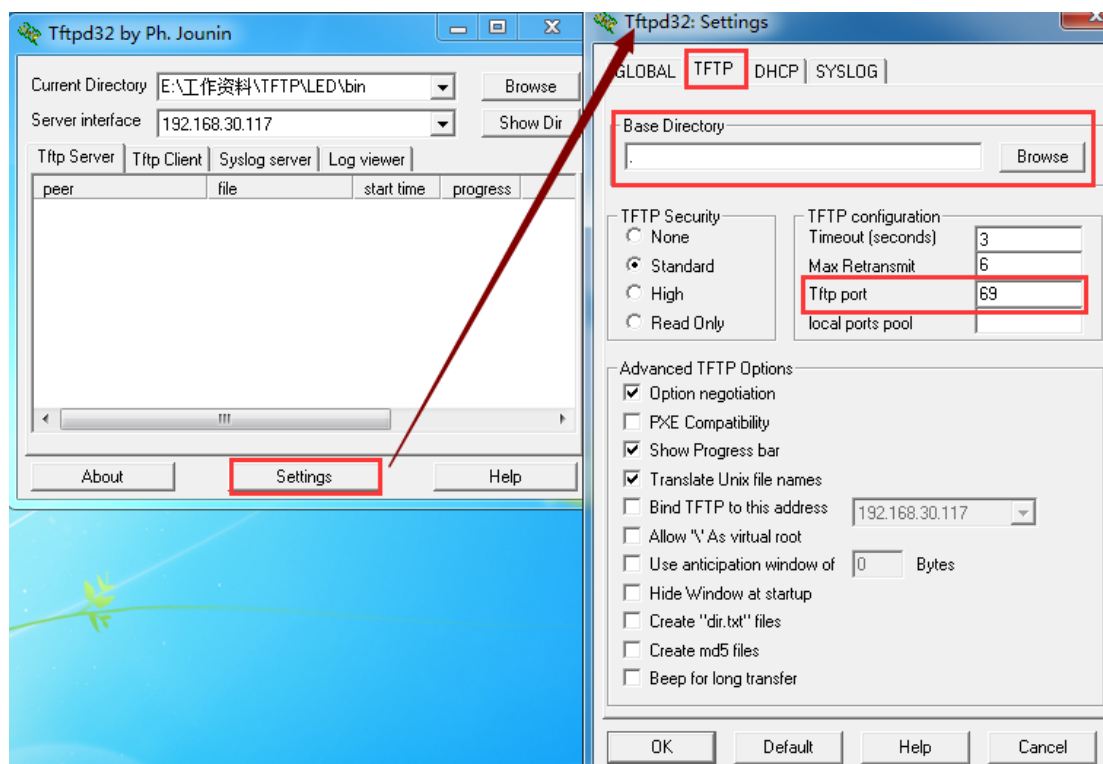 Tftpd32 by Ph. Jounin
Current Directory E:\工作资料\TFTP\LED\bin Browse
Server interface 192.168.30.117 Show Dir
Tftp Server Tftp Client Syslog server Log viewer
peer file start time progress
About Settings Help
Tftpd32: Settings
GLOBAL TFTP DHCP SYSLOG
Base Directory
. Browse
TFTP Security
None
Standard
High
Read Only
TFTP configuration
Timeout (seconds) 3
Max Retransmit 6
Tftp port 69
local ports pool
Advanced TFTP Options
Option negotiation
PXE Compatibility
Show Progress bar
Translate Unix file names
Bind TFTP to this address 192.168.30.117
Allow '\' As virtual root
Use anticipation window of 0 Bytes
Hide Window at startup
Create "dir.txt" files
Create md5 files
Beep for long transfer
OK Default Help Cancel